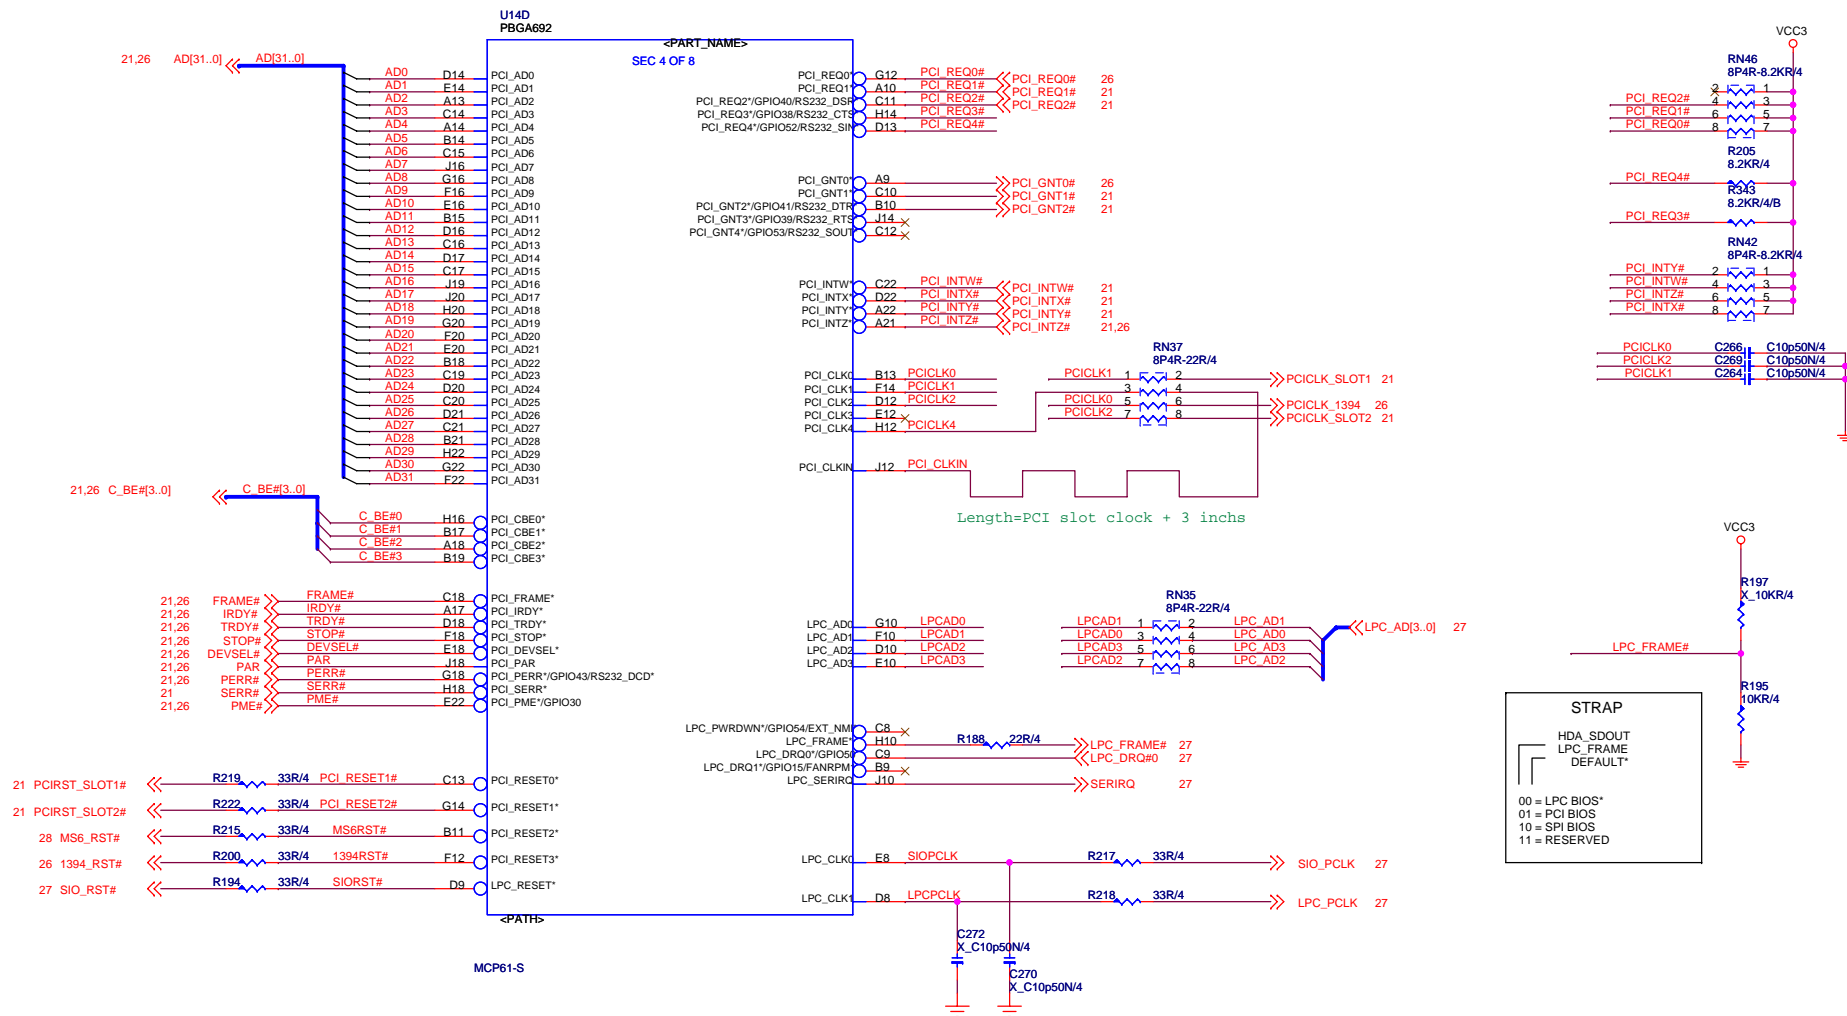 U14D
PBGA692
<PART_NAME>
SEC 4 OF 8
21,26 AD[31..0] AD[31..0]
AD0 D14 PCI_AD0
AD1 E14 PCI_AD1
AD2 A13 PCI_AD2
AD3 C14 PCI_AD3
AD4 A14 PCI_AD4
AD5 B14 PCI_AD5
AD6 C15 PCI_AD6
AD7 J16 PCI_AD7
AD8 G16 PCI_AD8
AD9 F16 PCI_AD9
AD10 E16 PCI_AD10
AD11 B15 PCI_AD11
AD12 D16 PCI_AD12
AD13 C16 PCI_AD13
AD14 D17 PCI_AD14
AD15 C17 PCI_AD15
AD16 J19 PCI_AD16
AD17 J20 PCI_AD17
AD18 H20 PCI_AD18
AD19 G20 PCI_AD19
AD20 F20 PCI_AD20
AD21 E20 PCI_AD21
AD22 B18 PCI_AD22
AD23 C19 PCI_AD23
AD24 D20 PCI_AD24
AD25 C20 PCI_AD25
AD26 D21 PCI_AD26
AD27 C21 PCI_AD27
AD28 B21 PCI_AD28
AD29 H22 PCI_AD29
AD30 G22 PCI_AD30
AD31 F22 PCI_AD31
21,26 C_BE#[3..0] C_BE#[3..0]
C_BE#0 H16 PCI_CBE0*
C_BE#1 B17 PCI_CBE1*
C_BE#2 A18 PCI_CBE2*
C_BE#3 B19 PCI_CBE3*
21,26 FRAME# FRAME# C18 PCI_FRAME*
21,26 IRDY# IRDY# A17 PCI_IRDY*
21,26 TRDY# TRDY# D18 PCI_TRDY*
21,26 STOP# STOP# F18 PCI_STOP*
21,26 DEVSEL# DEVSEL# E18 PCI_DEVSEL*
21,26 PAR PAR J18 PCI_PAR
21,26 PERR# PERR# G18 PCI_PERR*/GPIO43/RS232_DCD*
21 SERR# SERR# H18 PCI_SERR*
21,26 PME# PME# E22 PCI_PME*/GPIO30
21 PCIRST_SLOT1# R219 33R/4 PCI_RESET1# C13 PCI_RESET0*
21 PCIRST_SLOT2# R222 33R/4 PCI_RESET2# G14 PCI_RESET1*
28 MS6_RST# R215 33R/4 MS6RST# B11 PCI_RESET2*
26 1394_RST# R200 33R/4 1394RST# F12 PCI_RESET3*
27 SIO_RST# R194 33R/4 SIORST# D9 LPC_RESET*
<PATH>
MCP61-S
PCI_REQ0* G12 PCI_REQ0# PCI_REQ0# 26
PCI_REQ1* A10 PCI_REQ1# PCI_REQ1# 21
PCI_REQ2*/GPIO40/RS232_DSR C11 PCI_REQ2# PCI_REQ2# 21
PCI_REQ3*/GPIO38/RS232_CTS H14 PCI_REQ3#
PCI_REQ4*/GPIO52/RS232_SIN D13 PCI_REQ4#
PCI_GNT0* A9 PCI_GNT0# 26
PCI_GNT1* C10 PCI_GNT1# 21
PCI_GNT2*/GPIO41/RS232_DTR B10 PCI_GNT2# 21
PCI_GNT3*/GPIO39/RS232_RTS J14
PCI_GNT4*/GPIO53/RS232_SOUT C12
PCI_INTW* C22 PCI_INTW# PCI_INTW# 21
PCI_INTX* D22 PCI_INTX# PCI_INTX# 21
PCI_INTY* A22 PCI_INTY# PCI_INTY# 21
PCI_INTZ* A21 PCI_INTZ# PCI_INTZ# 21,26
RN37
8P4R-22R/4
PCI_CLK0 B13 PCICLK0 PCICLK1 1 2 PCICLK_SLOT1 21
PCI_CLK1 F14 PCICLK1 3 4
PCI_CLK2 D12 PCICLK2 PCICLK0 5 6 PCICLK_1394 26
PCI_CLK3 E12 PCICLK2 7 8 PCICLK_SLOT2 21
PCI_CLK4 H12 PCICLK4
PCI_CLKIN J12 PCI_CLKIN
Length=PCI slot clock + 3 inchs
RN35
8P4R-22R/4
LPC_AD0 G10 LPCAD0 LPCAD1 1 2 LPC_AD1 LPC_AD[3..0] 27
LPC_AD1 F10 LPCAD1 LPCAD0 3 4 LPC_AD0
LPC_AD2 D10 LPCAD2 LPCAD3 5 6 LPC_AD3
LPC_AD3 E10 LPCAD3 LPCAD2 7 8 LPC_AD2
LPC_PWRDWN*/GPIO54/EXT_NMI C8
LPC_FRAME* H10 R188 22R/4 LPC_FRAME# 27
LPC_DRQ0*/GPIO50 C9 LPC_DRQ#0 27
LPC_DRQ1*/GPIO15/FANRPM1 B9
LPC_SERIRQ J10 SERIRQ 27
LPC_CLK0 E8 SIOPCLK R217 33R/4 SIO_PCLK 27
LPC_CLK1 D8 LPCPCLK R218 33R/4 LPC_PCLK 27
C272
X_C10p50N/4
C270
X_C10p50N/4
VCC3
RN46
8P4R-8.2KR/4
2 1
PCI_REQ2# 4 3
PCI_REQ1# 6 5
PCI_REQ0# 8 7
R205
8.2KR/4
PCI_REQ4#
R343
8.2KR/4/B
PCI_REQ3#
RN42
8P4R-8.2KR/4
PCI_INTY# 2 1
PCI_INTW# 4 3
PCI_INTZ# 6 5
PCI_INTX# 8 7
PCICLK0 C266 C10p50N/4
PCICLK2 C269 C10p50N/4
PCICLK1 C264 C10p50N/4
VCC3
R197
X_10KR/4
LPC_FRAME#
R195
10KR/4
STRAP
HDA_SDOUT
LPC_FRAME
DEFAULT*
00 = LPC BIOS*
01 = PCI BIOS
10 = SPI BIOS
11 = RESERVED